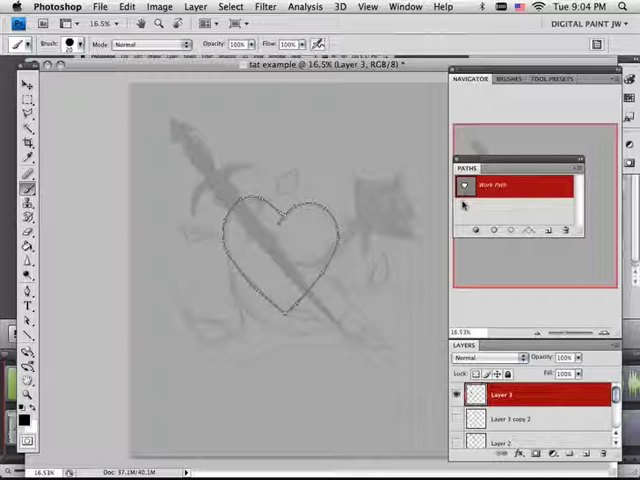 Photoshop File Edit Image Layer Select Filter Analysis 3D View Window Help Tue 9:04 PM
16.5% DIGITAL PAINT JW
Brush: 20 Mode: Normal Opacity: 100% Flow: 100%
tat example @ 16.5% (Layer 3, RGB/8) *
NAVIGATOR BRUSHES TOOL PRESETS
PATHS
Work Path
16.53%
LAYERS
Normal Opacity: 100%
Lock: Fill: 100%
Layer 3
Layer 3 copy 2
Layer 2
16.53% Doc: 37.1M/40.1M